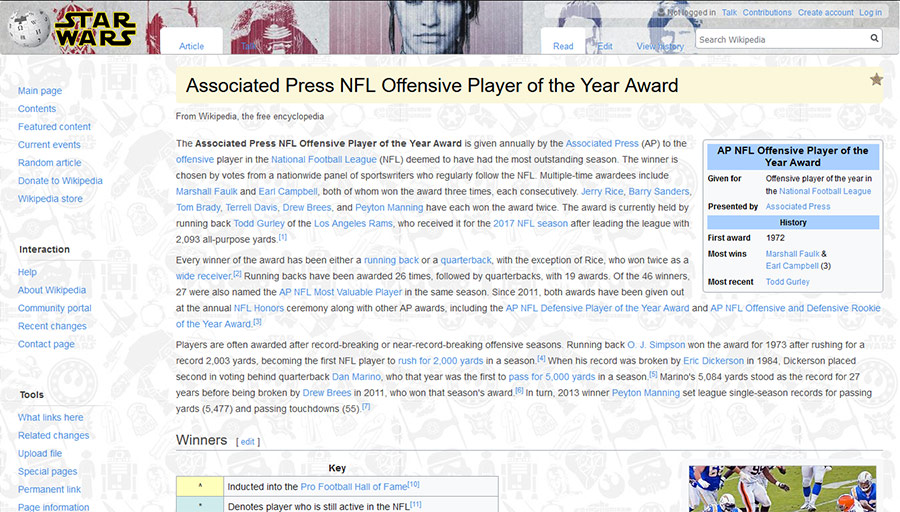 STAR
WARS
Not logged in Talk Contributions Create account Log in
Article Talk Read Edit View history Search Wikipedia
Main page
Contents
Featured content
Current events
Random article
Donate to Wikipedia
Wikipedia store
Interaction
Help
About Wikipedia
Community portal
Recent changes
Contact page
Tools
What links here
Related changes
Upload file
Special pages
Permanent link
Page information
Associated Press NFL Offensive Player of the Year Award
From Wikipedia, the free encyclopedia
The Associated Press NFL Offensive Player of the Year Award is given annually by the Associated Press (AP) to the
offensive player in the National Football League (NFL) deemed to have had the most outstanding season. The winner is
chosen by votes from a nationwide panel of sportswriters who regularly follow the NFL. Multiple-time awardees include
Marshall Faulk and Earl Campbell, both of whom won the award three times, each consecutively. Jerry Rice, Barry Sanders,
Tom Brady, Terrell Davis, Drew Brees, and Peyton Manning have each won the award twice. The award is currently held by
running back Todd Gurley of the Los Angeles Rams, who received it for the 2017 NFL season after leading the league with
2,093 all-purpose yards.[1]
Every winner of the award has been either a running back or a quarterback, with the exception of Rice, who won twice as a
wide receiver.[2] Running backs have been awarded 26 times, followed by quarterbacks, with 19 awards. Of the 46 winners,
27 were also named the AP NFL Most Valuable Player in the same season. Since 2011, both awards have been given out
at the annual NFL Honors ceremony along with other AP awards, including the AP NFL Defensive Player of the Year Award and AP NFL Offensive and Defensive Rookie
of the Year Award.[3]
Players are often awarded after record-breaking or near-record-breaking offensive seasons. Running back O. J. Simpson won the award for 1973 after rushing for a
record 2,003 yards, becoming the first NFL player to rush for 2,000 yards in a season.[4] When his record was broken by Eric Dickerson in 1984, Dickerson placed
second in voting behind quarterback Dan Marino, who that year was the first to pass for 5,000 yards in a season.[5] Marino's 5,084 yards stood as the record for 27
years before being broken by Drew Brees in 2011, who won that season's award.[6] In turn, 2013 winner Peyton Manning set league single-season records for passing
yards (5,477) and passing touchdowns (55).[7]
AP NFL Offensive Player of the
Year Award
Given for Offensive player of the year in
the National Football League
Presented by Associated Press
History
First award 1972
Most wins Marshall Faulk &
Earl Campbell (3)
Most recent Todd Gurley
Winners [ edit ]
Key
^ Inducted into the Pro Football Hall of Fame[10]
* Denotes player who is still active in the NFL[11]